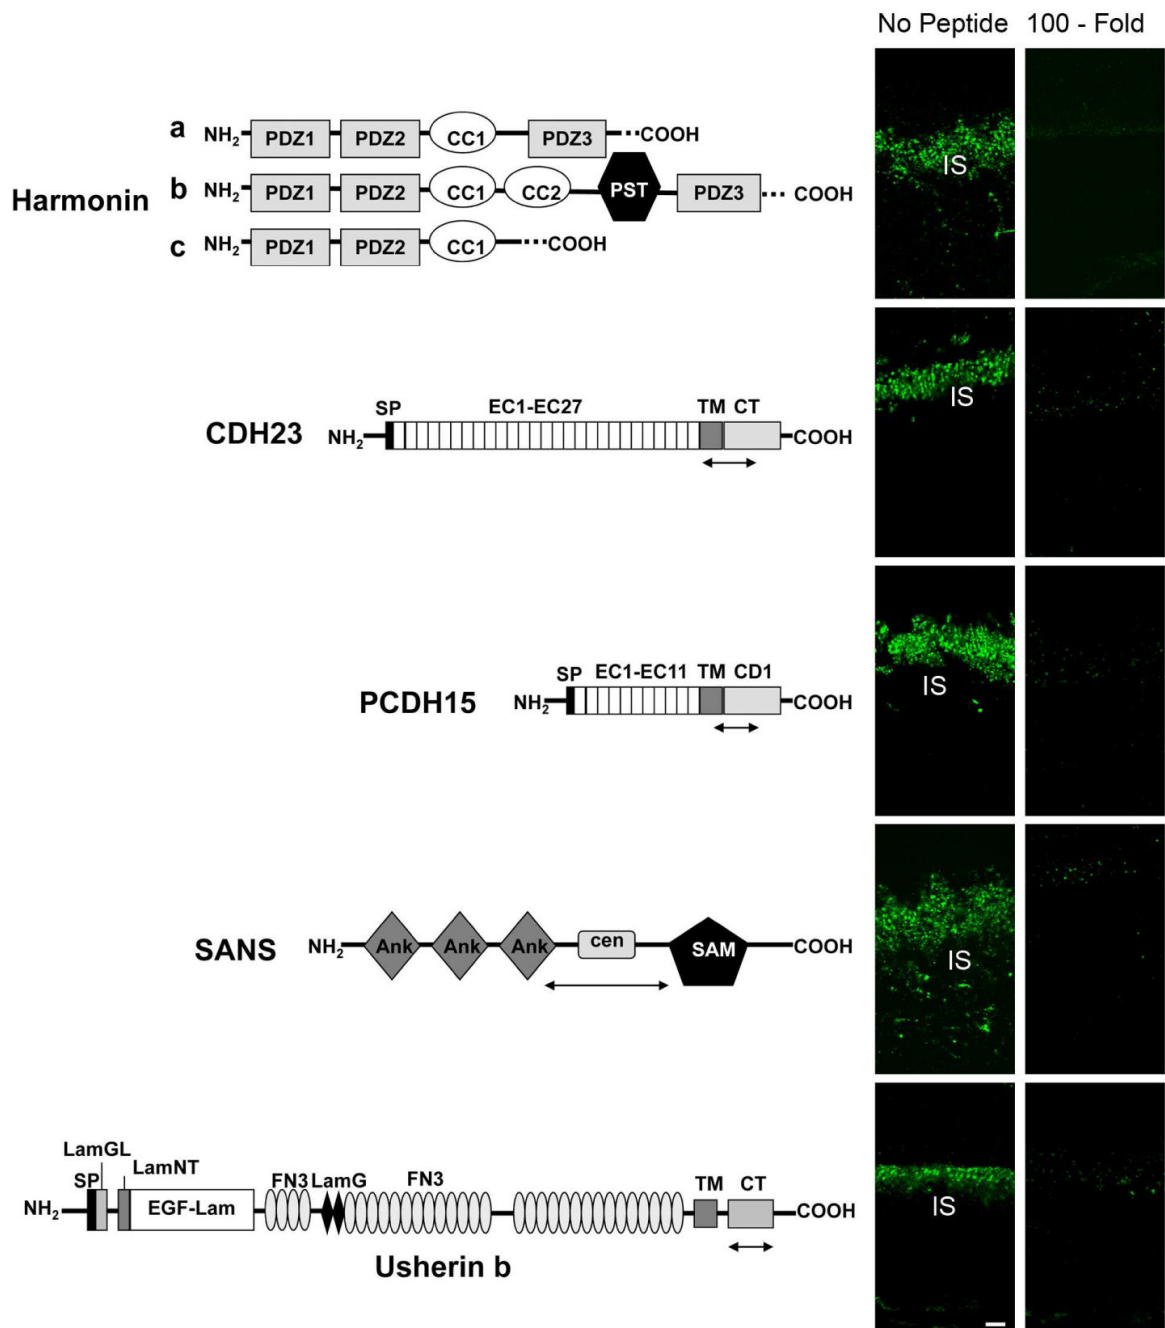 No Peptide 100 - Fold
Harmonin
a NH2 PDZ1 PDZ2 CC1 PDZ3 COOH
b NH2 PDZ1 PDZ2 CC1 CC2 PST PDZ3 COOH
c NH2 PDZ1 PDZ2 CC1 COOH
IS
SP EC1-EC27 TM CT
CDH23 NH2 COOH
IS
SP EC1-EC11 TM CD1
PCDH15 NH2 COOH
IS
SANS NH2 Ank Ank Ank cen SAM COOH
IS
LamGL
LamNT
SP FN3 LamG FN3 TM CT
NH2 EGF-Lam COOH
Usherin b
IS